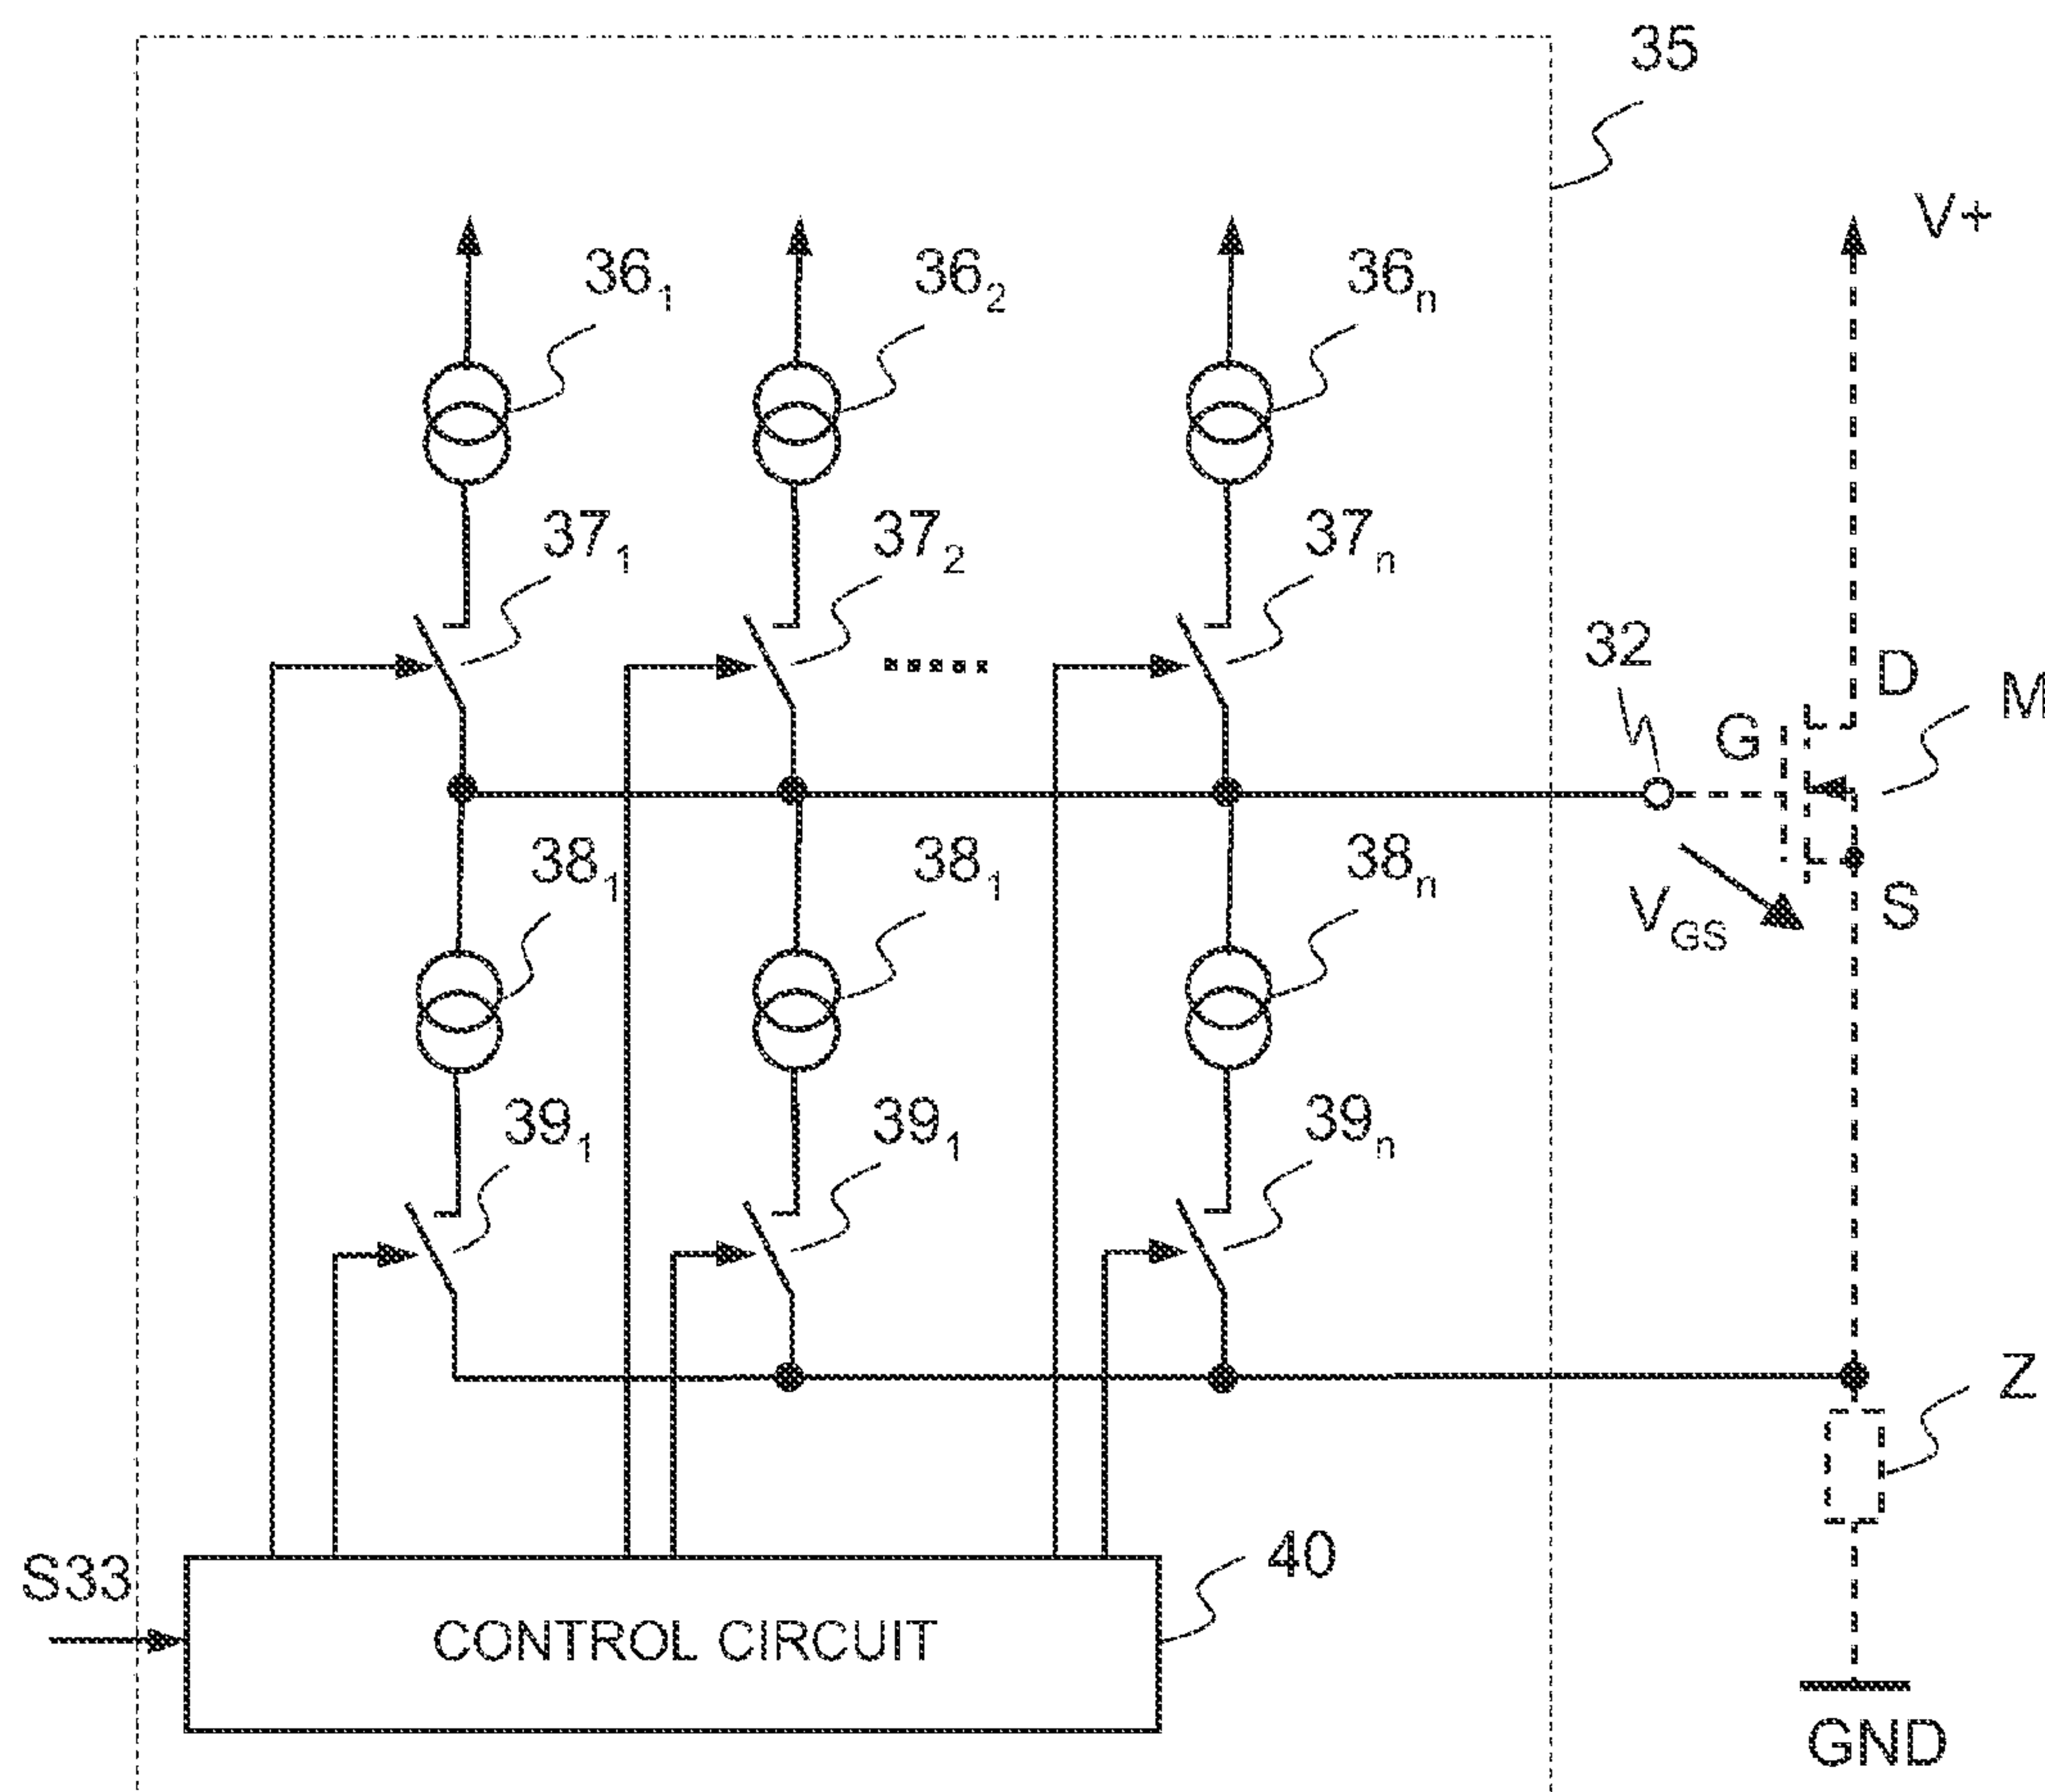 35
V+
36₁
36₂
36ₙ
37₁
37₂
37ₙ
32
D
M
G
38₁
38₁
38ₙ
V_GS
S
39₁
39₁
39ₙ
Z
S33
40
CONTROL CIRCUIT
GND